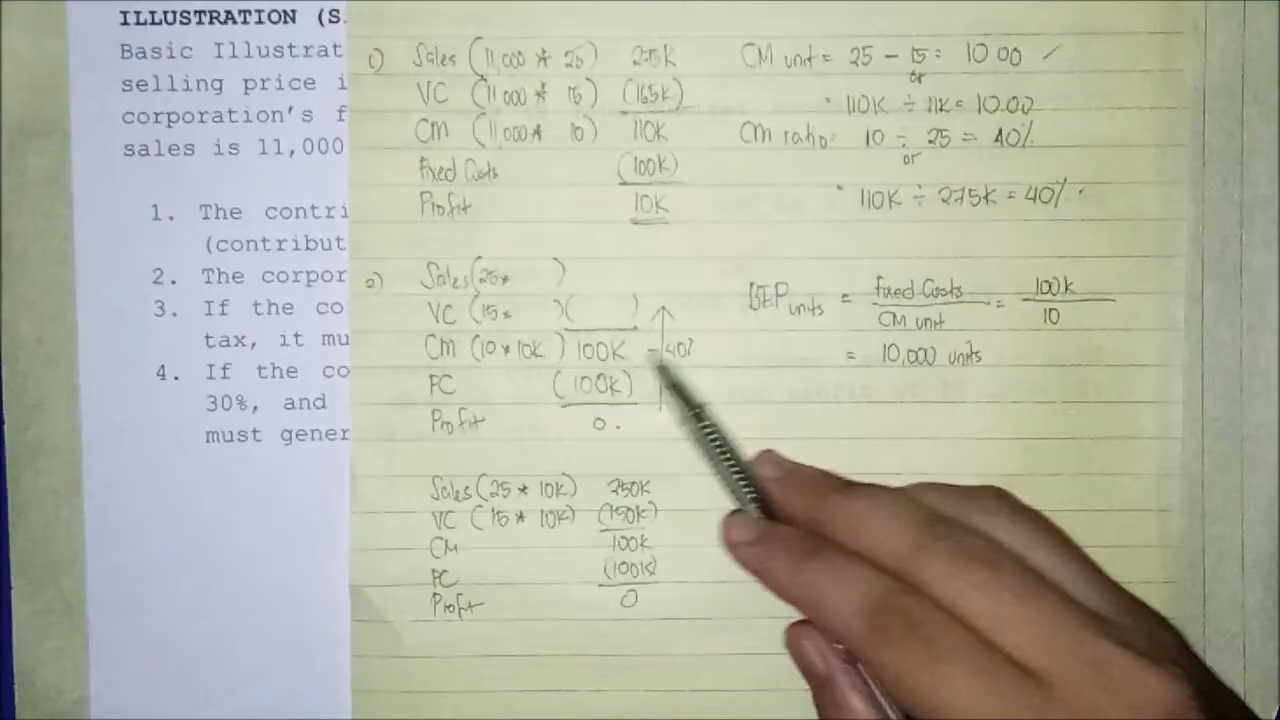 ILLUSTRATION (S.
Basic Illustrat
selling price i
corporation's f
sales is 11,000
1. The contri
(contribut
2. The corpor
3. If the co
tax, it mu
4. If the co
30%, and
must gener
1) Sales (11,000 * 25) 275K
VC (11 000 * 15) (165K)
CM (11,000 * 10) 110K
Fixed Costs (100K)
Profit 10K
CM unit = 25 - 15 = 10.00
or
110K ÷ 11K = 10.00
CM ratio = 10 ÷ 25 = 40%
or
110K ÷ 275K = 40%
2) Sales (25* )
VC (15* ) ( )
CM (10*10K) 100K - 40%
FC (100K)
Profit 0.
BEP units = Fixed Costs / CM unit = 100K / 10
= 10,000 units
Sales (25 * 10K) 250K
VC (15 * 10K) (150K)
CM 100K
FC (100K)
Profit 0